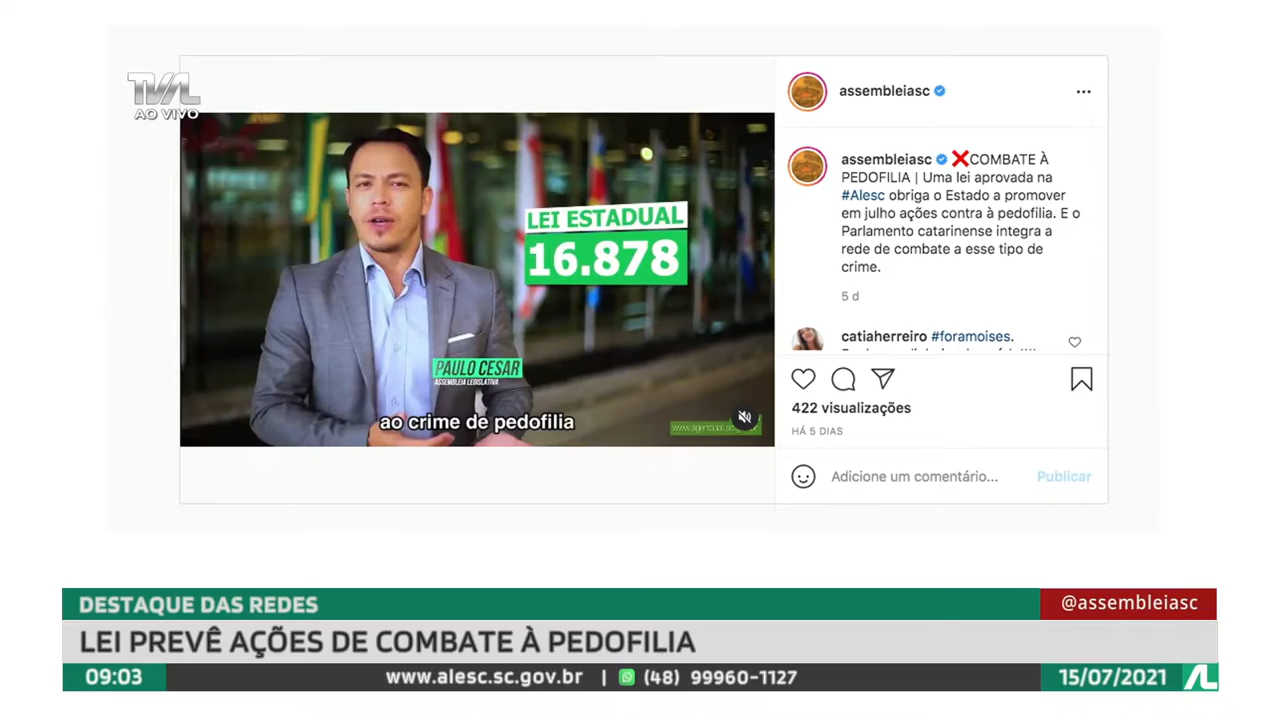 TVAL
AO VIVO
LEI ESTADUAL
16.878
PAULO CESAR
ASSEMBLEIA LEGISLATIVA
ao crime de pedofilia
assembleiasc
assembleiasc ❌COMBATE À
PEDOFILIA | Uma lei aprovada na
#Alesc obriga o Estado a promover
em julho ações contra à pedofilia. E o
Parlamento catarinense integra a
rede de combate a esse tipo de
crime.
5 d
catiaherreiro #foramoises.
422 visualizações
HÁ 5 DIAS
Adicione um comentário...
Publicar
DESTAQUE DAS REDES
@assembleiasc
LEI PREVÊ AÇÕES DE COMBATE À PEDOFILIA
09:03
www.alesc.sc.gov.br | (48) 99960-1127
15/07/2021
AL